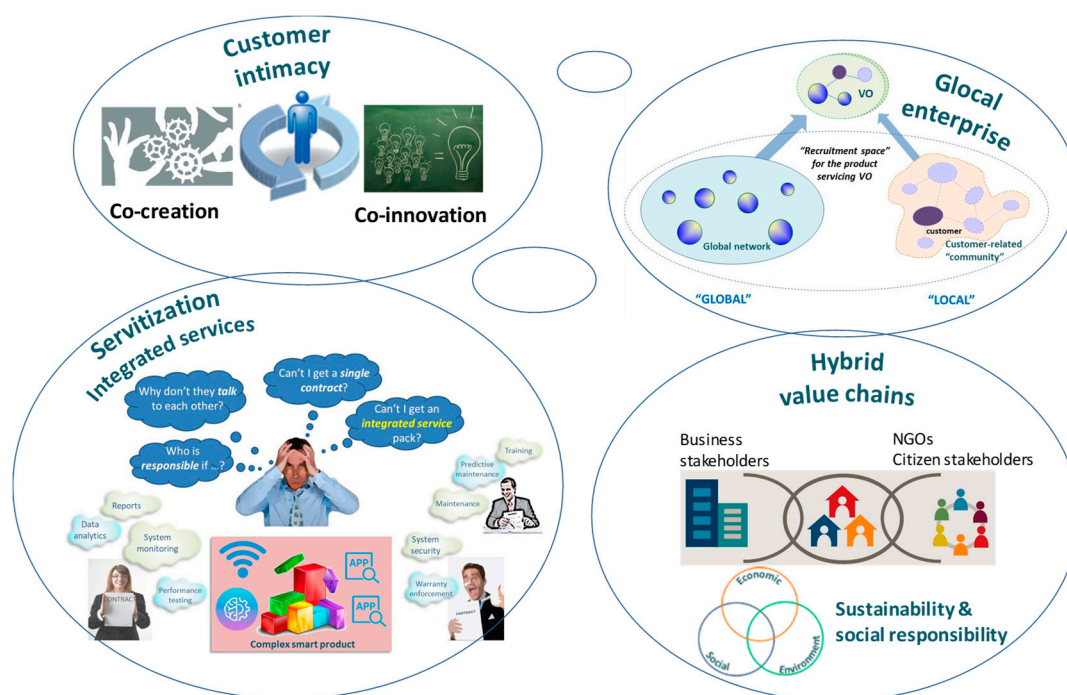 Customer
intimacy
Co-creation
Co-innovation
VO
Glocal
enterprise
"Recruitment space"
for the product
servicing VO
Global network
customer
Customer-related
"community"
"GLOBAL"
"LOCAL"
Servitization
Integrated services
Why don't they talk
to each other?
Can't I get a single
contract?
Can't I get an
integrated service
pack?
Who is
responsible if ...?
Training
Predictive
maintenance
Maintenance
Reports
Data
analytics
System
monitoring
Performance
testing
CONTRACT
System
security
Warranty
enforcement
CONTRACT
APP
APP
Complex smart product
Hybrid
value chains
Business
stakeholders
NGOs
Citizen stakeholders
Economic
Social
Environment
Sustainability &
social responsibility